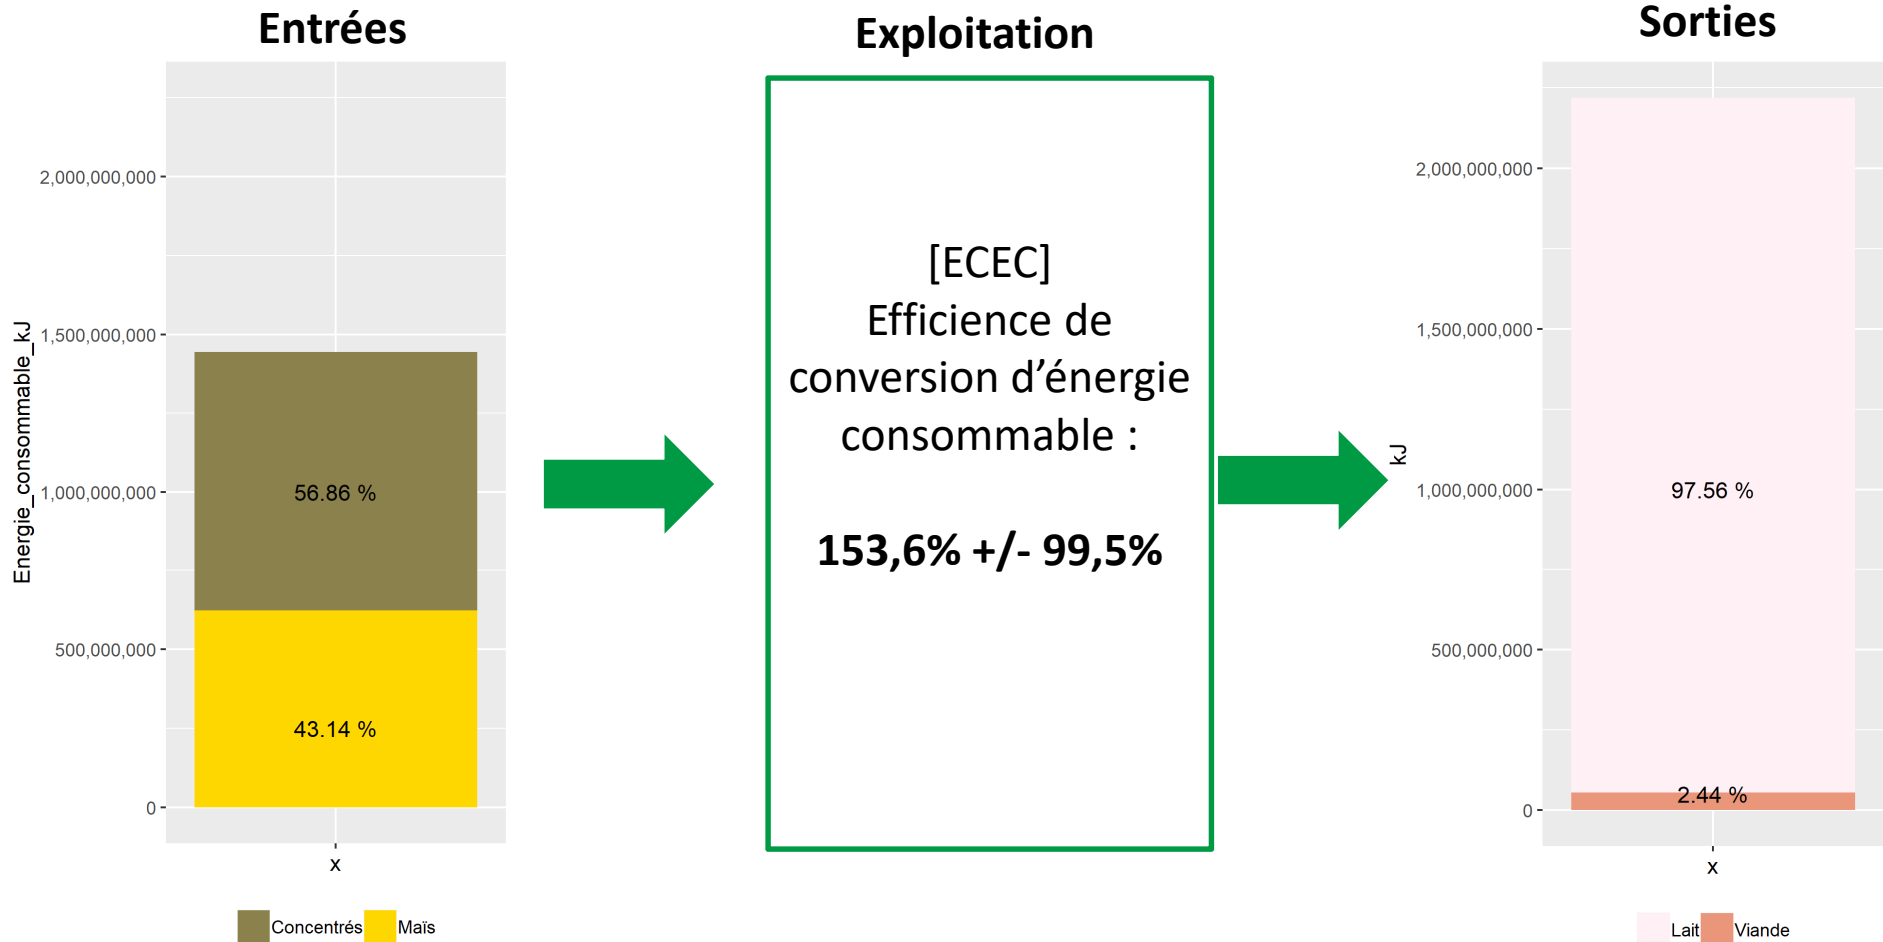 Entrées
Exploitation
Sorties
Energie_consommable_kJ
2,000,000,000
1,500,000,000
1,000,000,000
500,000,000
0
56.86 %
43.14 %
x
Concentrés
Maïs
[ECEC]
Efficience de
conversion d’énergie
consommable :
153,6% +/- 99,5%
kJ
2,000,000,000
1,500,000,000
1,000,000,000
500,000,000
0
97.56 %
2.44 %
x
Lait
Viande